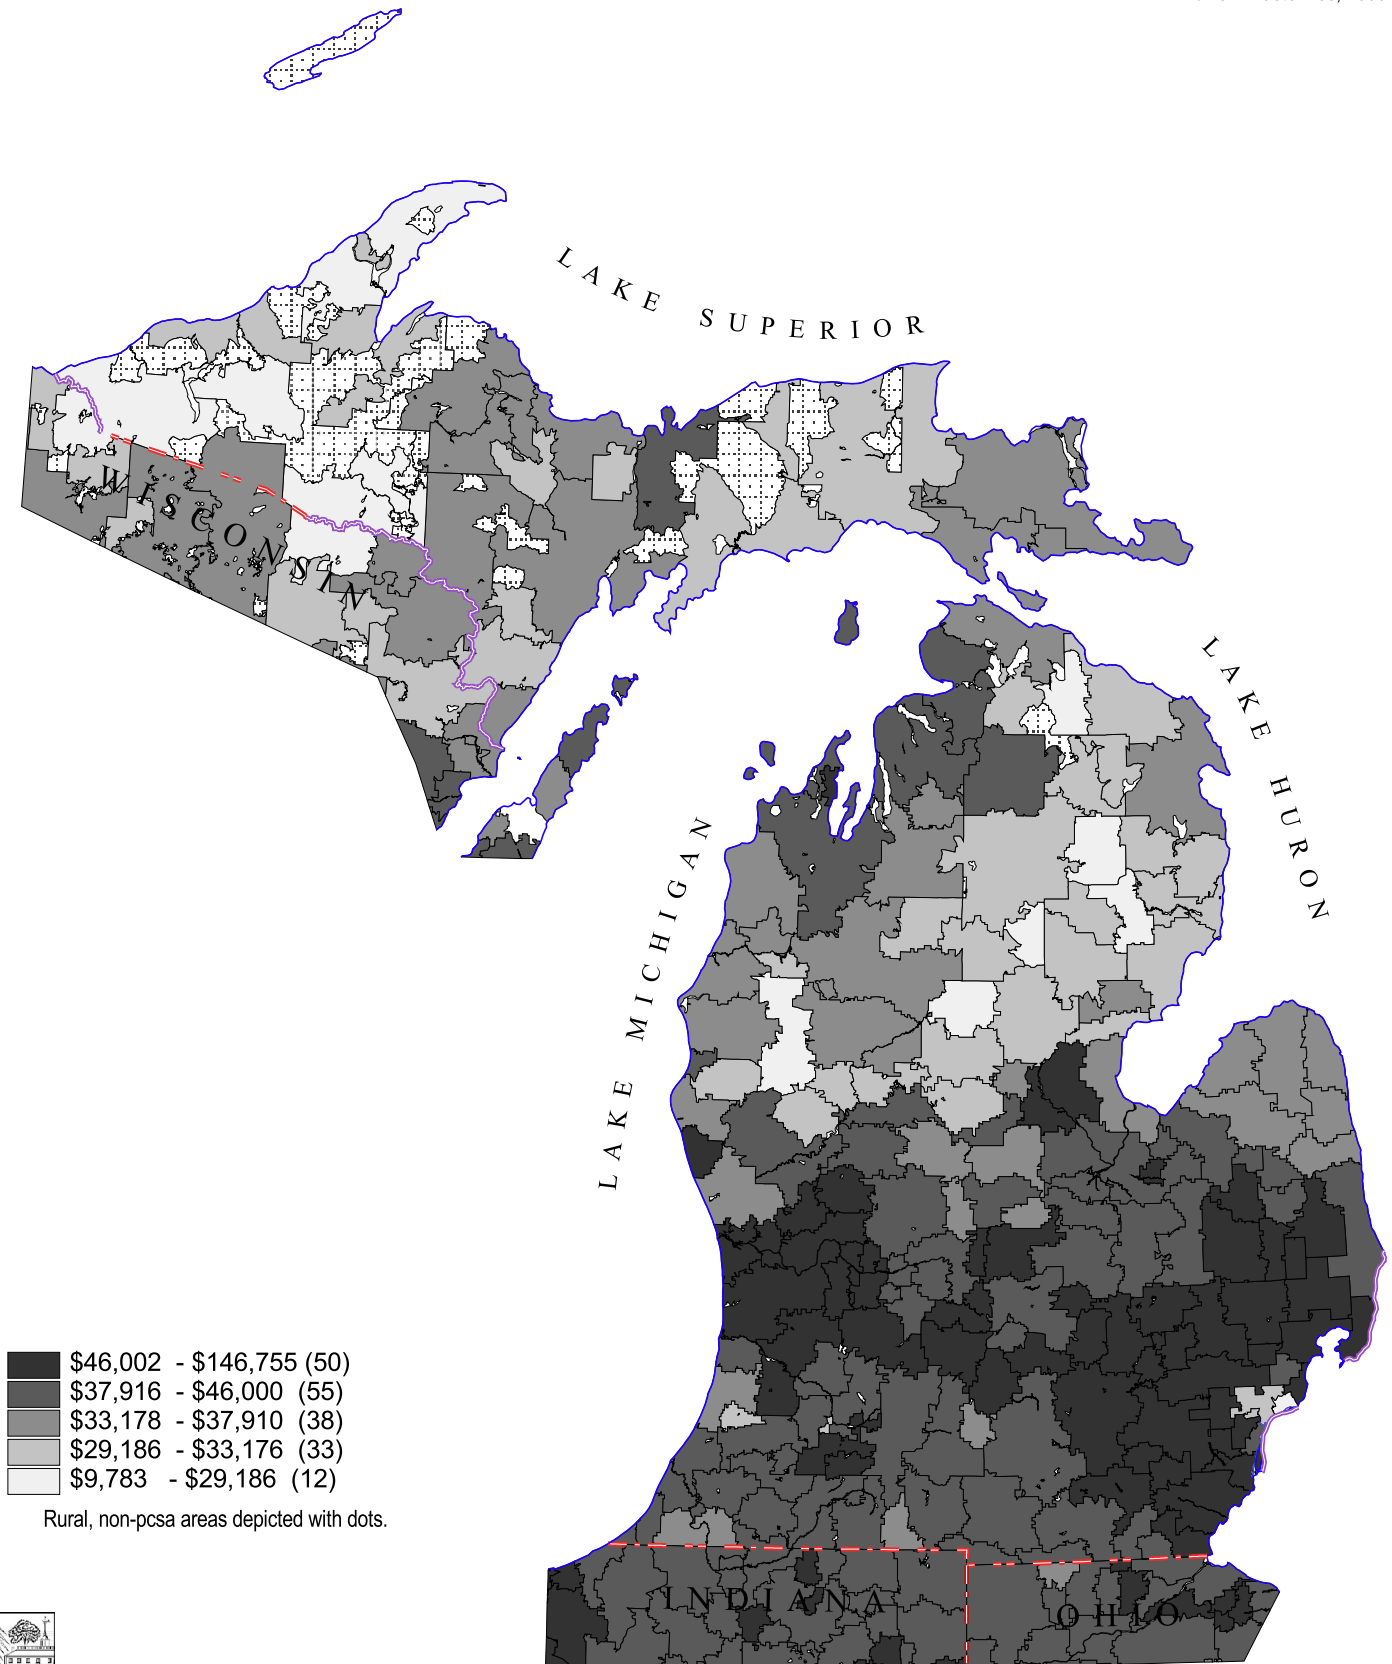 LAKE SUPERIOR
WISCONSIN
LAKE HURON
LAKE MICHIGAN
$46,002 - $146,755 (50)
$37,916 - $46,000 (55)
$33,178 - $37,910 (38)
$29,186 - $33,176 (33)
$9,783 - $29,186 (12)
Rural, non-pcsa areas depicted with dots.
INDIANA
OHIO